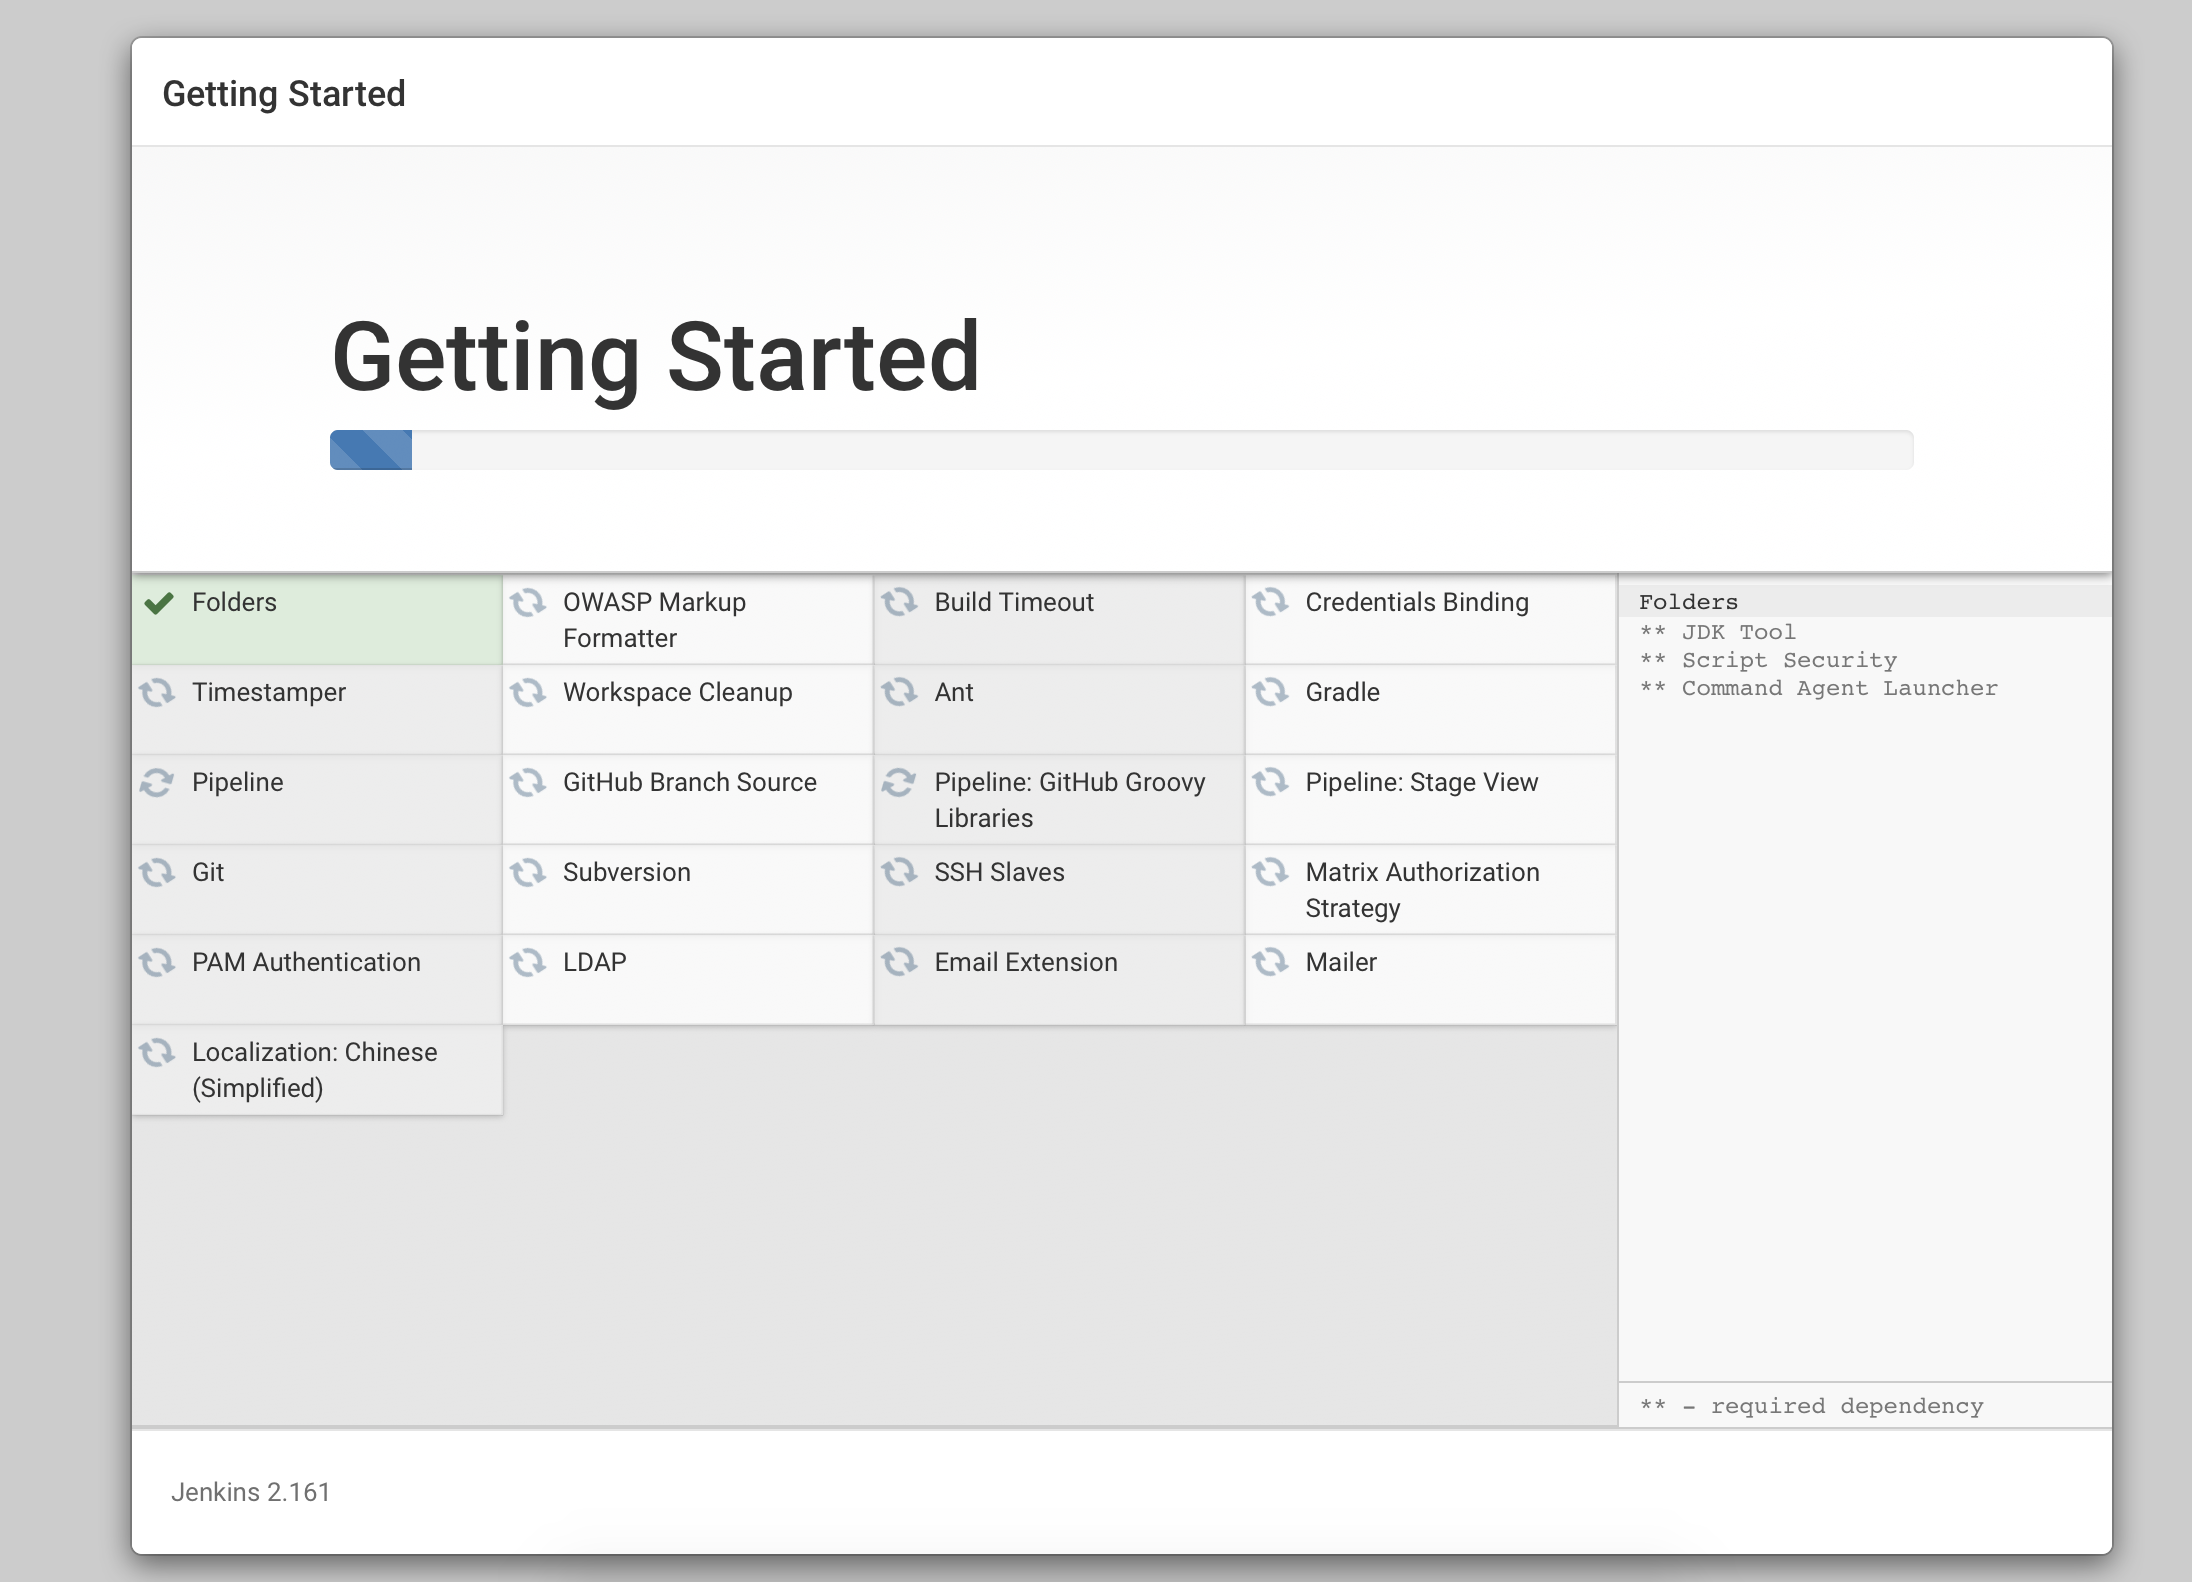 Getting Started
Getting Started
Folders
OWASP Markup
Formatter
Build Timeout
Credentials Binding
Timestamper
Workspace Cleanup
Ant
Gradle
Pipeline
GitHub Branch Source
Pipeline: GitHub Groovy
Libraries
Pipeline: Stage View
Git
Subversion
SSH Slaves
Matrix Authorization
Strategy
PAM Authentication
LDAP
Email Extension
Mailer
Localization: Chinese
(Simplified)
Folders
** JDK Tool
** Script Security
** Command Agent Launcher
** - required dependency
Jenkins 2.161